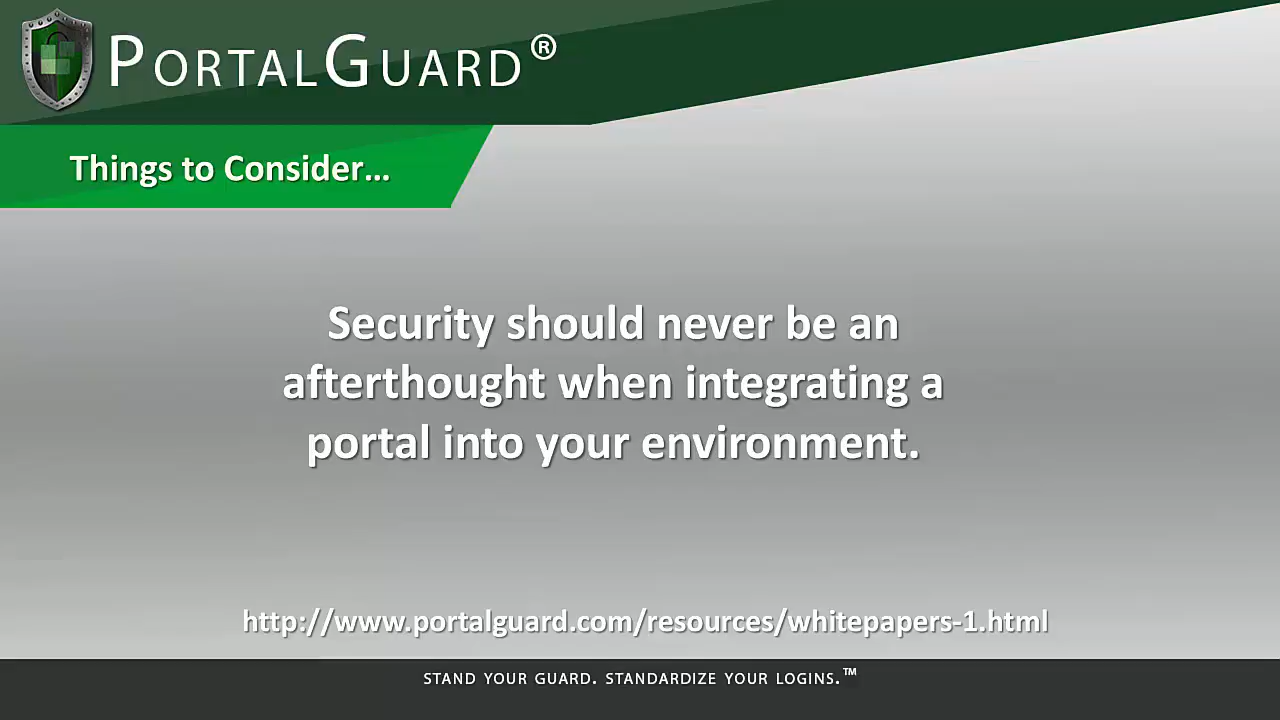 PORTALGUARD®
Things to Consider...
Security should never be an
afterthought when integrating a
portal into your environment.
http://www.portalguard.com/resources/whitepapers-1.html
STAND YOUR GUARD. STANDARDIZE YOUR LOGINS.™